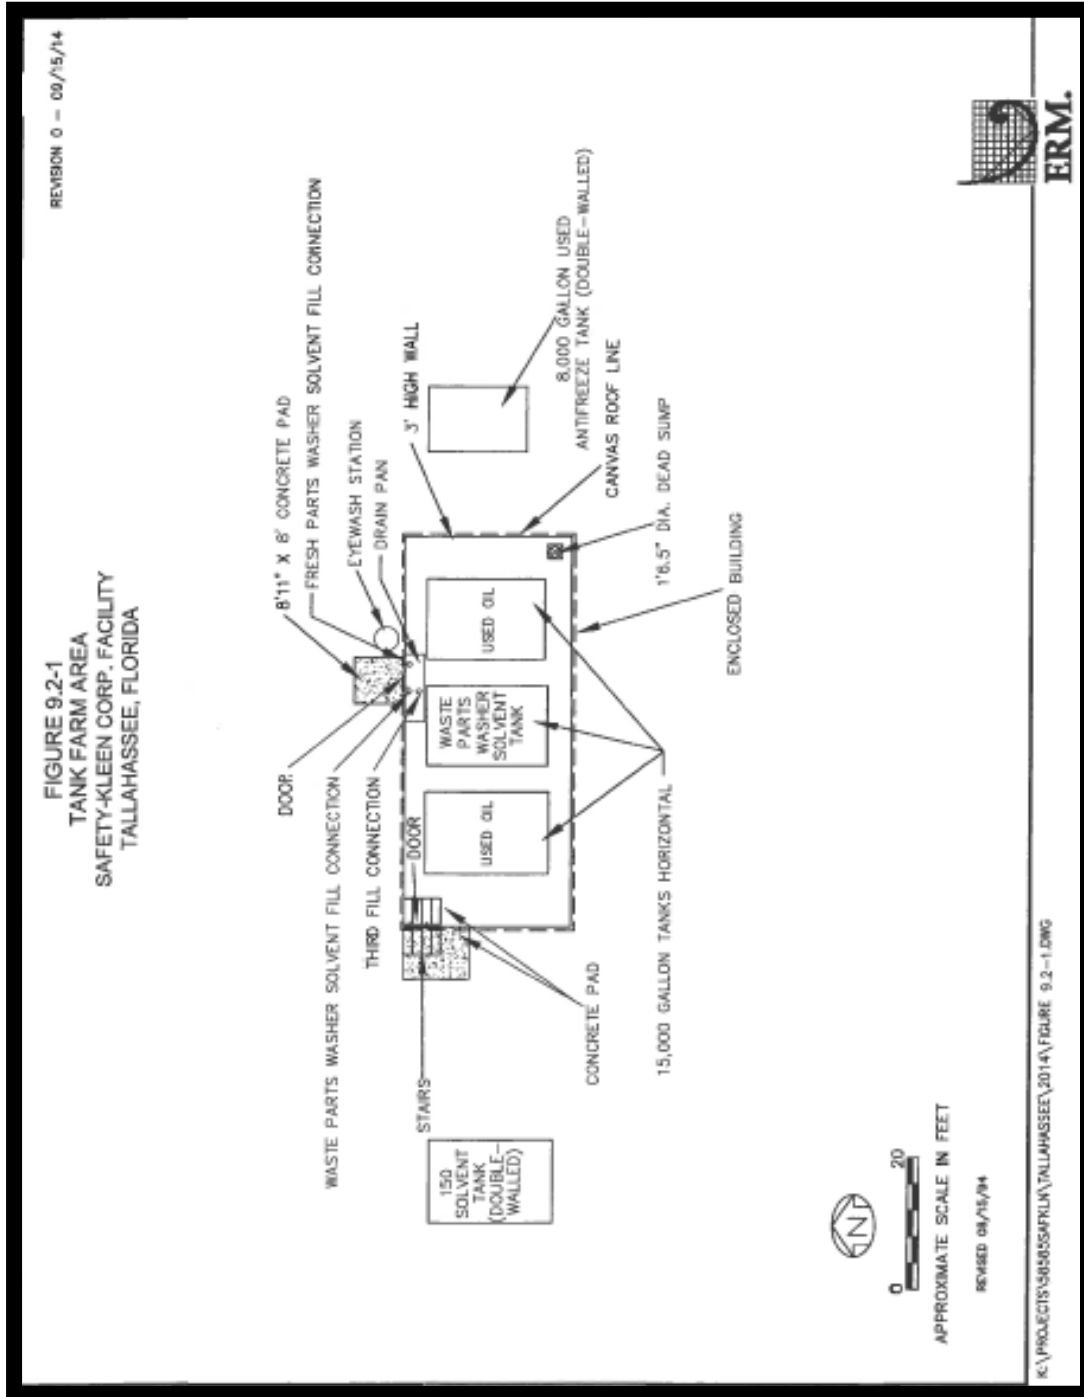 REVISION 0 - 09/15/14
FIGURE 9.2-1
TANK FARM AREA
SAFETY-KLEEN CORP. FACILITY
TALLAHASSEE, FLORIDA
8'11" X 8' CONCRETE PAD
FRESH PARTS WASHER SOLVENT FILL CONNECTION
DOOR
EYEWASH STATION
WASTE PARTS WASHER SOLVENT FILL CONNECTION
DRAIN PAN
THIRD FILL CONNECTION
3' HIGH WALL
DOOR
STAIRS
150
SOLVENT
TANK
(DOUBLE-
WALLED)
USED OIL
WASTE
PARTS
WASHER
SOLVENT
TANK
USED OIL
8,000 GALLON USED
ANTIFREEZE TANK (DOUBLE-WALLED)
CANVAS ROOF LINE
CONCRETE PAD
1'6.5" DIA. DEAD SUMP
15,000 GALLON TANKS HORIZONTAL
ENCLOSED BUILDING
N
0
20
APPROXIMATE SCALE IN FEET
REVISED 08/15/94
ERM.